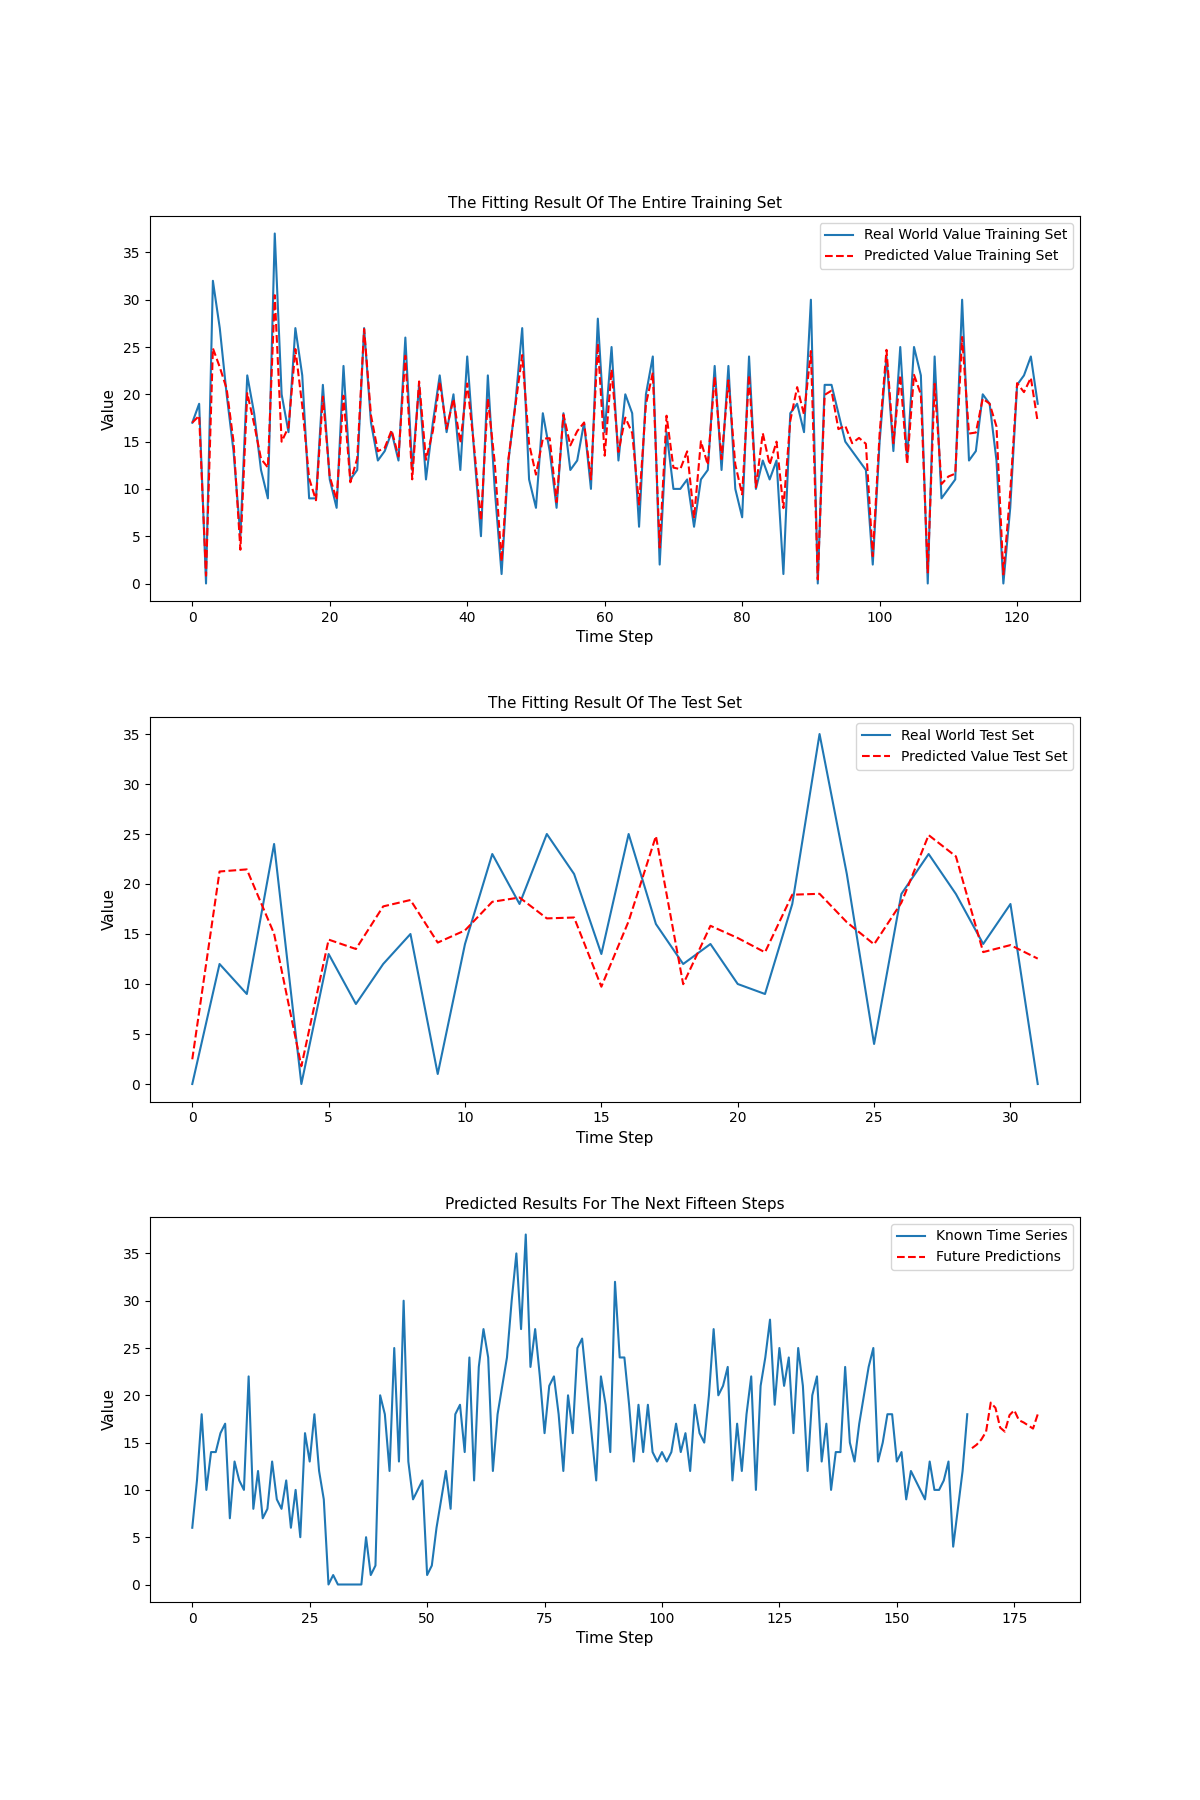 The Fitting Result Of The Entire Training Set
Real World Value Training Set
Predicted Value Training Set
35
30
25
20
15
10
5
0
Value
0 20 40 60 80 100 120
Time Step
The Fitting Result Of The Test Set
Real World Test Set
Predicted Value Test Set
35
30
25
20
15
10
5
0
Value
0 5 10 15 20 25 30
Time Step
Predicted Results For The Next Fifteen Steps
Known Time Series
Future Predictions
35
30
25
20
15
10
5
0
Value
0 25 50 75 100 125 150 175
Time Step